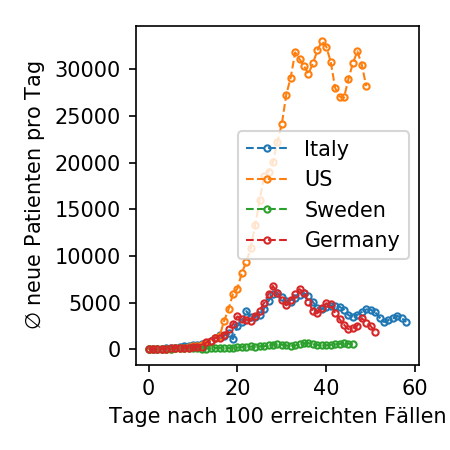 ∅ neue Patienten pro Tag
30000
25000
20000
15000
10000
5000
0
Italy
US
Sweden
Germany
0 20 40 60
Tage nach 100 erreichten Fällen